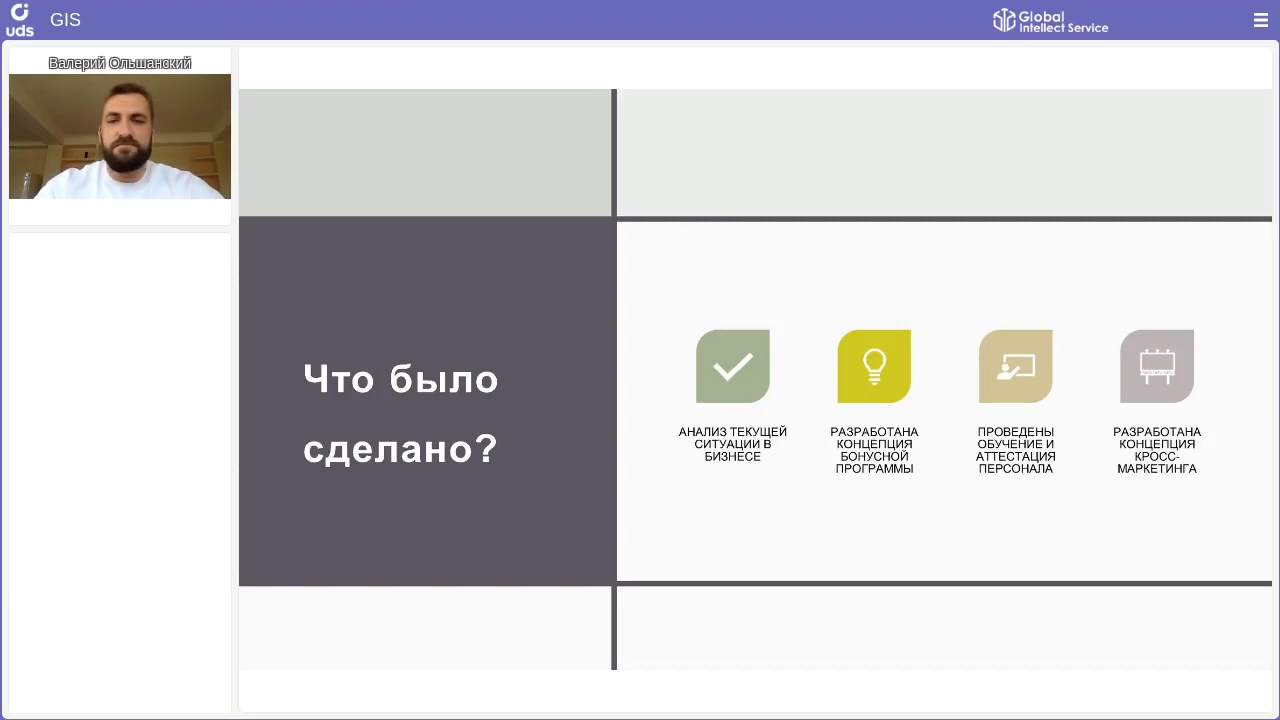 uds
GIS
Global
Intellect Service
Валерий Ольшанский
Что было
сделано?
АНАЛИЗ ТЕКУЩЕЙ
СИТУАЦИИ В
БИЗНЕСЕ
РАЗРАБОТАНА
КОНЦЕПЦИЯ
БОНУСНОЙ
ПРОГРАММЫ
ПРОВЕДЕНЫ
ОБУЧЕНИЕ И
АТТЕСТАЦИЯ
ПЕРСОНАЛА
РАЗРАБОТАНА
КОНЦЕПЦИЯ
КРОСС-
МАРКЕТИНГА